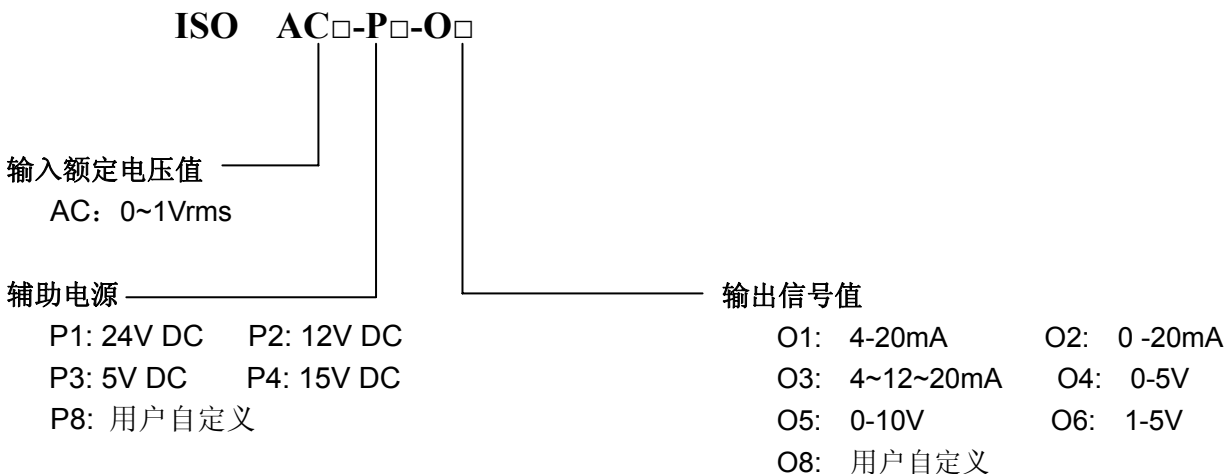 ISO AC□-P□-O□
输入额定电压值
AC：0~1Vrms
辅助电源
P1: 24V DC P2: 12V DC
P3: 5V DC P4: 15V DC
P8: 用户自定义
输出信号值
O1: 4-20mA O2: 0 -20mA
O3: 4~12~20mA O4: 0-5V
O5: 0-10V O6: 1-5V
O8: 用户自定义